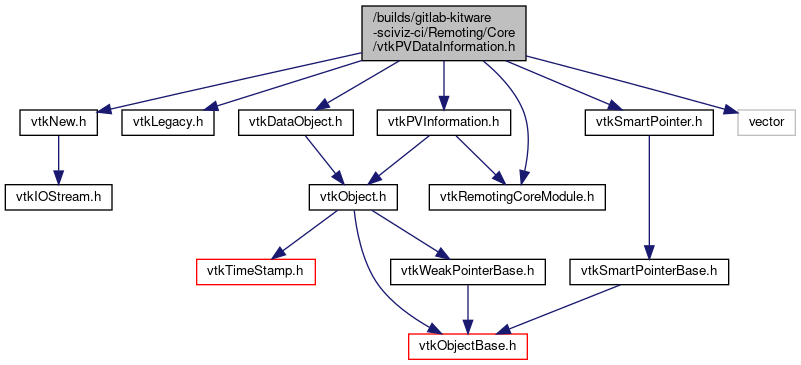 /builds/gitlab-kitware
-sciviz-ci/Remoting/Core
/vtkPVDataInformation.h
vtkNew.h
vtkLegacy.h
vtkDataObject.h
vtkPVInformation.h
vtkSmartPointer.h
vector
vtkIOStream.h
vtkObject.h
vtkRemotingCoreModule.h
vtkTimeStamp.h
vtkWeakPointerBase.h
vtkSmartPointerBase.h
vtkObjectBase.h